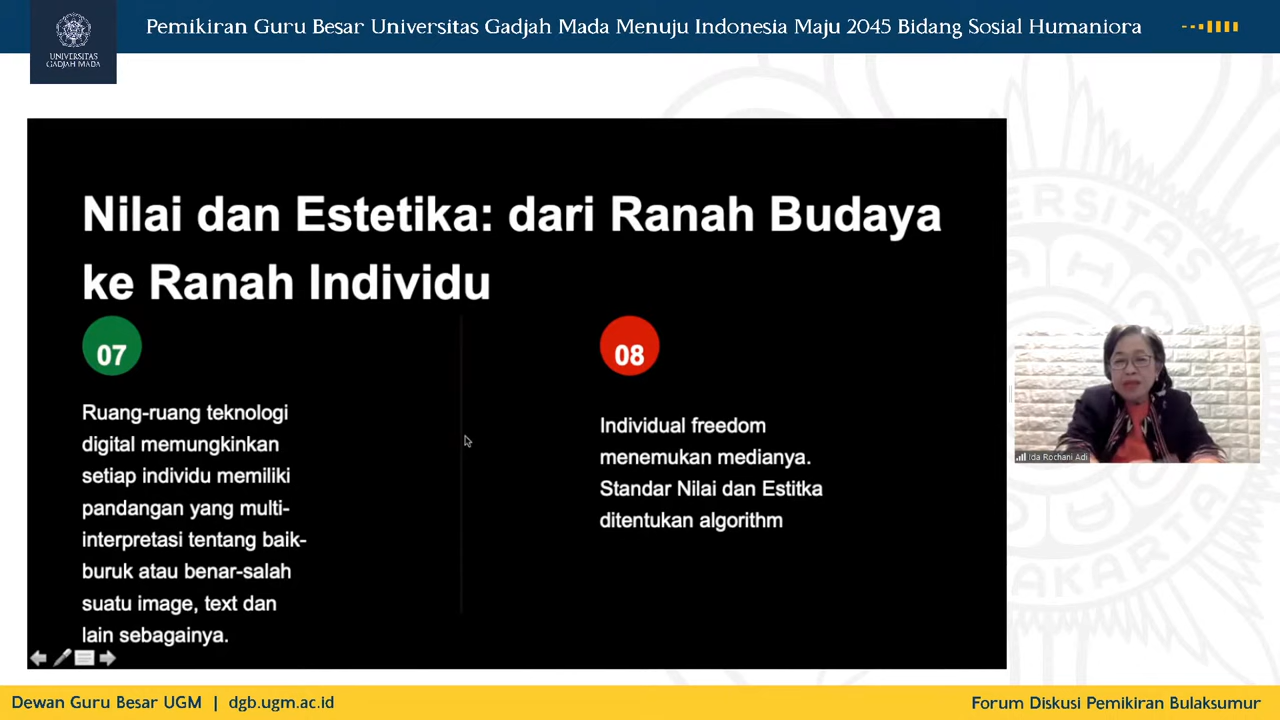 Pemikiran Guru Besar Universitas Gadjah Mada Menuju Indonesia Maju 2045 Bidang Sosial Humaniora
UNIVERSITAS
GADJAH MADA
Nilai dan Estetika: dari Ranah Budaya
ke Ranah Individu
07
Ruang-ruang teknologi
digital memungkinkan
setiap individu memiliki
pandangan yang multi-
interpretasi tentang baik-
buruk atau benar-salah
suatu image, text dan
lain sebagainya.
08
Individual freedom
menemukan medianya.
Standar Nilai dan Estitka
ditentukan algorithm
Ida Rochani Adi
Dewan Guru Besar UGM | dgb.ugm.ac.id
Forum Diskusi Pemikiran Bulaksumur